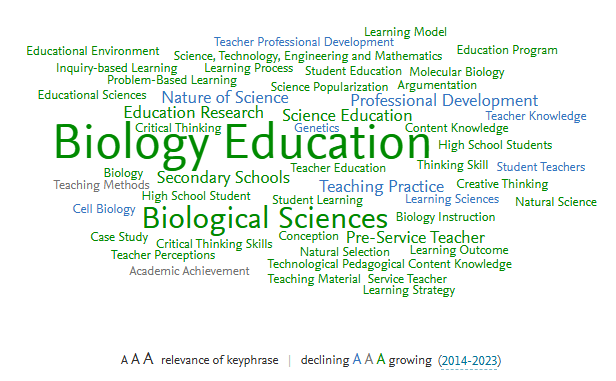 Learning Model
Teacher Professional Development
Educational Environment
Science, Technology, Engineering and Mathematics
Education Program
Inquiry-based Learning
Learning Process
Student Education
Molecular Biology
Problem-Based Learning
Science Popularization
Argumentation
Educational Sciences
Nature of Science
Professional Development
Education Research
Science Education
Teacher Knowledge
Critical Thinking
Genetics
Content Knowledge
Biology Education
High School Students
Biology
Teacher Education
Thinking Skill
Student Teachers
Teaching Methods
Secondary Schools
Teaching Practice
Creative Thinking
High School Student
Student Learning
Learning Sciences
Natural Science
Cell Biology
Biological Sciences
Biology Instruction
Case Study
Critical Thinking Skills
Conception
Pre-Service Teacher
Teacher Perceptions
Natural Selection
Learning Outcome
Academic Achievement
Technological Pedagogical Content Knowledge
Teaching Material
Service Teacher
Learning Strategy
A A A relevance of keyphrase | declining A A A growing (2014-2023)